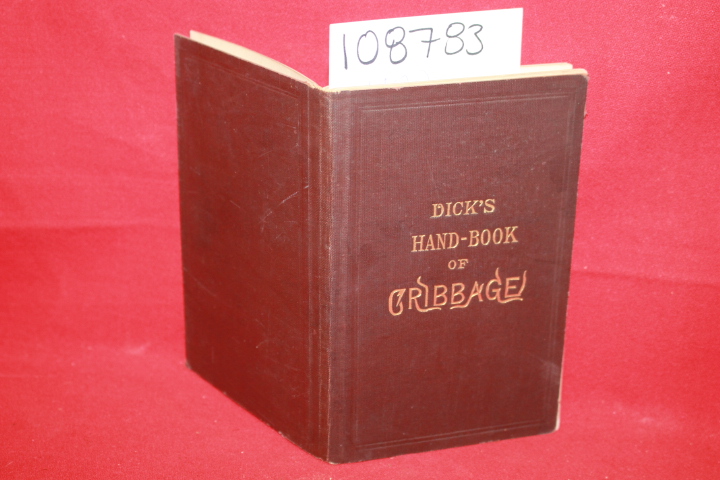 108783
DICK'S
HAND-BOOK
OF
CRIBBAGE